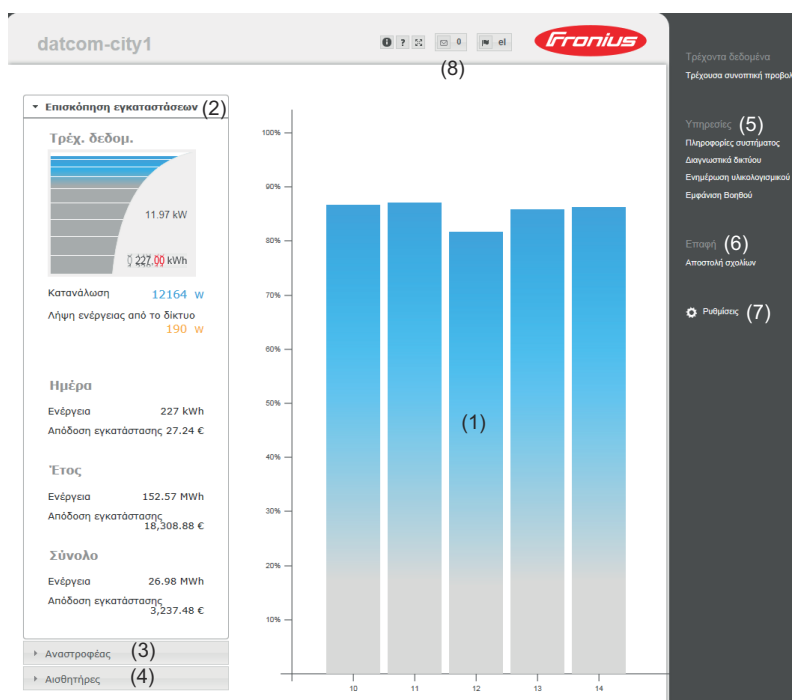 datcom-city1
i ? 0 el
Fronius
(8)
Επισκόπηση εγκαταστάσεων (2)
Τρέχ. δεδομ.
11.97 kW
227.00 kWh
Κατανάλωση 12164 W
Λήψη ενέργειας από το δίκτυο
190 W
Ημέρα
Ενέργεια 227 kWh
Απόδοση εγκατάστασης 27.24 €
Έτος
Ενέργεια 152.57 MWh
Απόδοση εγκατάστασης
18,308.88 €
Σύνολο
Ενέργεια 26.98 MWh
Απόδοση εγκατάστασης
3,237.48 €
Αναστροφέας (3)
Αισθητήρες (4)
100%
90%
80%
70%
60%
50%
40%
30%
20%
10%
(1)
10 11 12 13 14
Τρέχοντα δεδομένα
Τρέχουσα συνοπτική προβολ
Υπηρεσίες (5)
Πληροφορίες συστήματος
Διαγνωστικά δικτύου
Ενημέρωση υλικολογισμικού
Εμφάνιση Βοηθού
Επαφή (6)
Αποστολή σχολίων
Ρυθμίσεις (7)